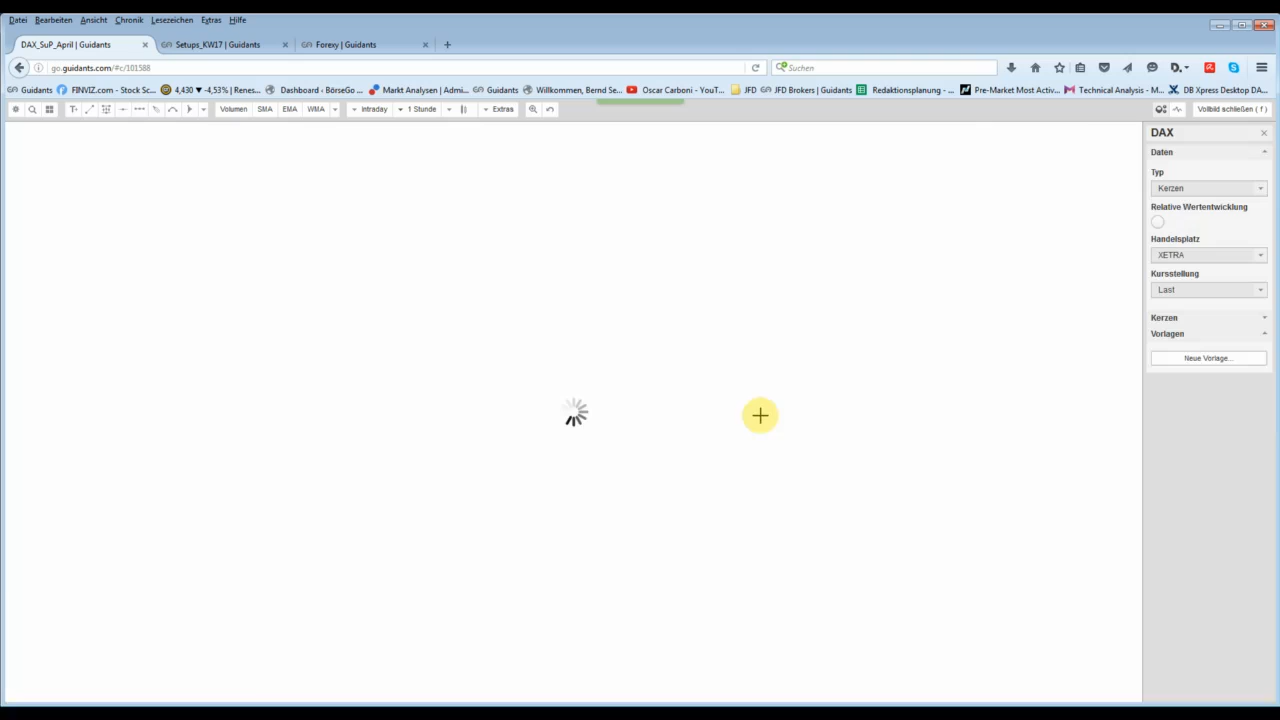 Datei Bearbeiten Ansicht Chronik Lesezeichen Extras Hilfe
DAX_SuP_April | Guidants × Setups_KW17 | Guidants × Forexy | Guidants × +
go.guidants.com/#c/101588 Suchen
Guidants FINVIZ.com - Stock Sc... 4,430 ▼ -4,53% | Renes... Dashboard ‹ BörseGo ... Markt Analysen | Admi... Guidants Willkommen, Bernd Se... Oscar Carboni - YouT... JFD JFD Brokers | Guidants Redaktionsplanung - ... Pre-Market Most Activ... Technical Analysis - M... DB Xpress Desktop DA...
Volumen SMA EMA WMA Intraday 1 Stunde Extras Vollbild schließen ( f )
DAX ×
Daten
Typ
Kerzen
Relative Wertentwicklung
Handelsplatz
XETRA
Kursstellung
Last
Kerzen
Vorlagen
Neue Vorlage...